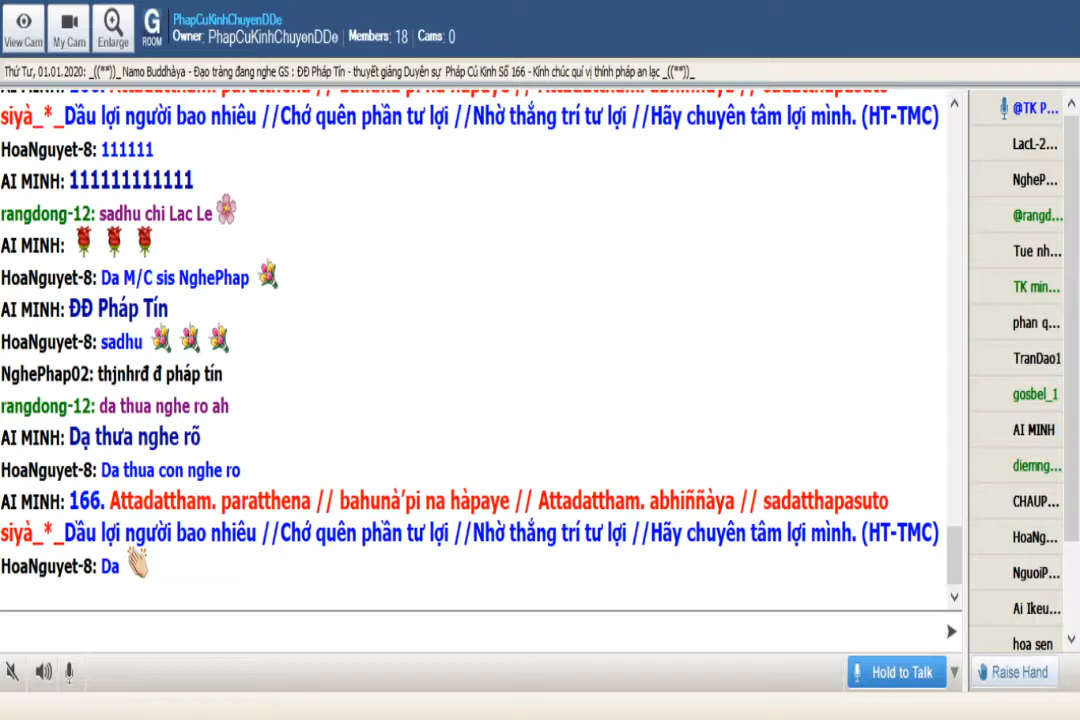 View Cam
My Cam
Enlarge
G
ROOM
PhapCuKinhChuyenDDe
Owner: PhapCuKinhChuyenDDe Members: 18 Cams: 0
Thứ Tư, 01.01.2020: _((**))_ Namo Buddhàya - Đạo tràng đang nghe GS : ĐĐ Pháp Tín - thuyết giảng Duyên sự Pháp Cú Kinh Số 166 - Kính chúc quí vị thính pháp an lạc _((**))_
siyà_*_Dầu lợi người bao nhiêu //Chớ quên phần tư lợi //Nhờ thắng trí tư lợi //Hãy chuyên tâm lợi mình. (HT-TMC)
HoaNguyet-8: 111111
AI MINH: 111111111111
rangdong-12: sadhu chi Lac Le
AI MINH:
HoaNguyet-8: Da M/C sis NghePhap
AI MINH: ĐĐ Pháp Tín
HoaNguyet-8: sadhu
NghePhap02: thjnhrđ đ pháp tín
rangdong-12: da thua nghe ro ah
AI MINH: Dạ thưa nghe rõ
HoaNguyet-8: Da thua con nghe ro
AI MINH: 166. Attadattham. paratthena // bahunà’pi na hàpaye // Attadattham. abhiññàya // sadatthapasuto
siyà_*_Dầu lợi người bao nhiêu //Chớ quên phần tư lợi //Nhờ thắng trí tư lợi //Hãy chuyên tâm lợi mình. (HT-TMC)
HoaNguyet-8: Da
@TK P...
LacL-2...
NgheP...
@rangd...
Tue nh...
TK min...
phan q...
TranDao1
gosbel_1
AI MINH
diemng...
CHAUP...
HoaNg...
NguoiP...
Ai Ikeu...
hoa sen
Hold to Talk
Raise Hand